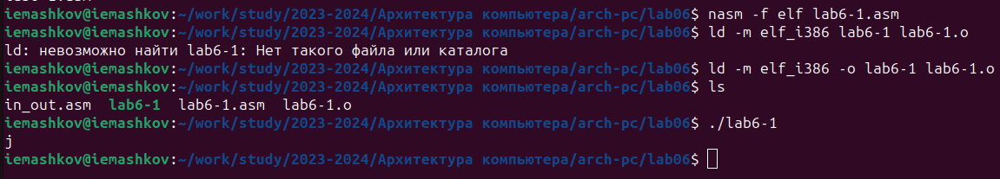 iemashkov@iemashkov:~/work/study/2023-2024/Архитектура компьютера/arch-pc/lab06$ nasm -f elf lab6-1.asm
iemashkov@iemashkov:~/work/study/2023-2024/Архитектура компьютера/arch-pc/lab06$ ld -m elf_i386 lab6-1 lab6-1.o
ld: невозможно найти lab6-1: Нет такого файла или каталога
iemashkov@iemashkov:~/work/study/2023-2024/Архитектура компьютера/arch-pc/lab06$ ld -m elf_i386 -o lab6-1 lab6-1.o
iemashkov@iemashkov:~/work/study/2023-2024/Архитектура компьютера/arch-pc/lab06$ ls
in_out.asm  lab6-1  lab6-1.asm  lab6-1.o
iemashkov@iemashkov:~/work/study/2023-2024/Архитектура компьютера/arch-pc/lab06$ ./lab6-1
j
iemashkov@iemashkov:~/work/study/2023-2024/Архитектура компьютера/arch-pc/lab06$